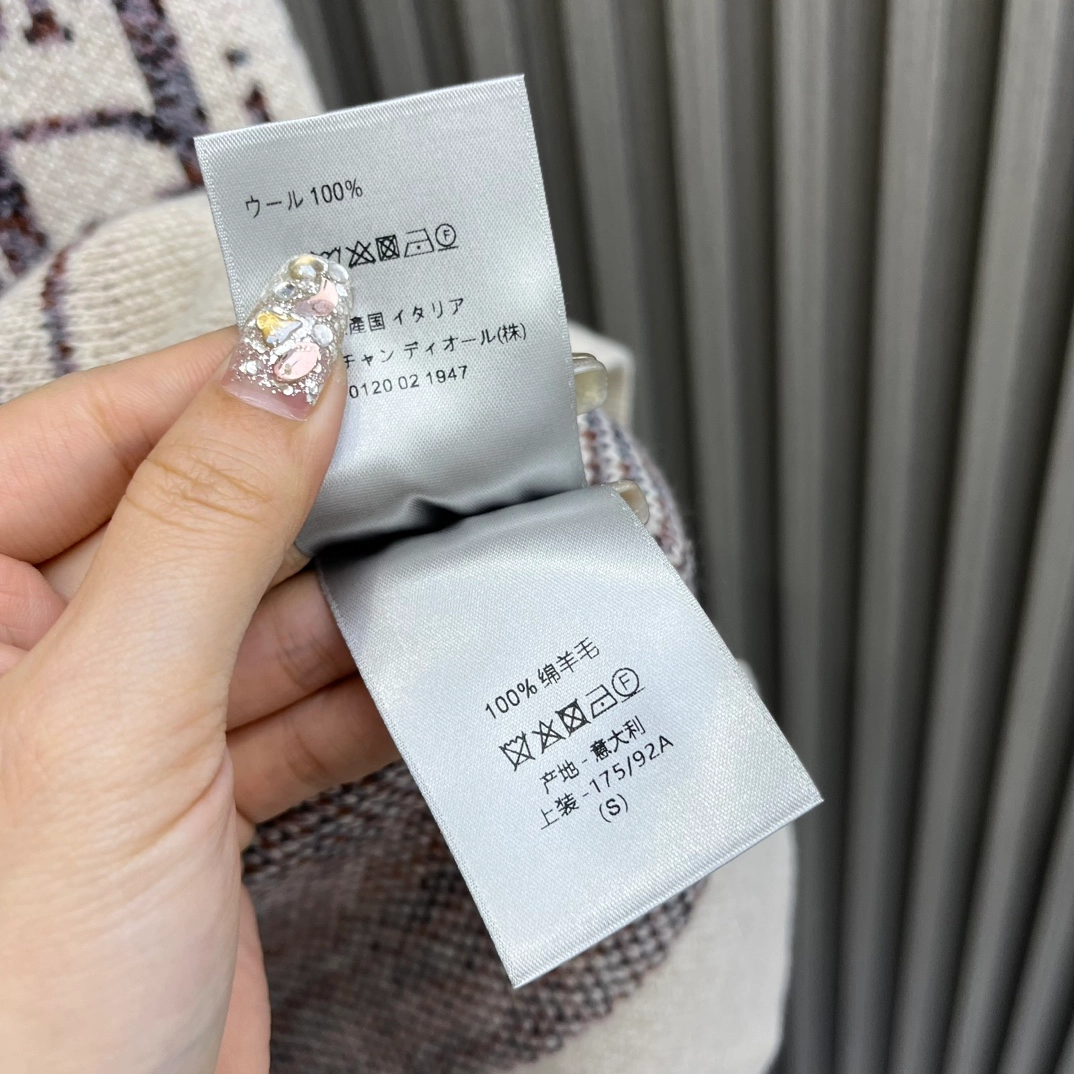 ウール 100%
産国 イタリア
チャン ディオール(株)
0120 02 1947
100% 绵羊毛
产地 - 意大利
上装 -175/92A
(S)